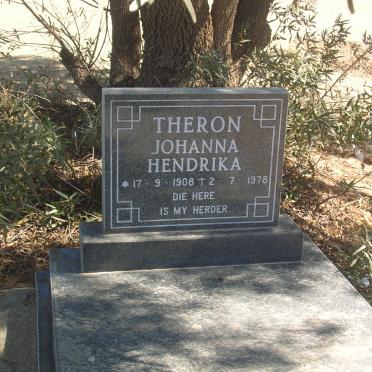 THERON
JOHANNA
HENDRIKA
* 17 - 9 - 1908 † 2 - 7 - 1978
DIE HERE
IS MY HERDER.